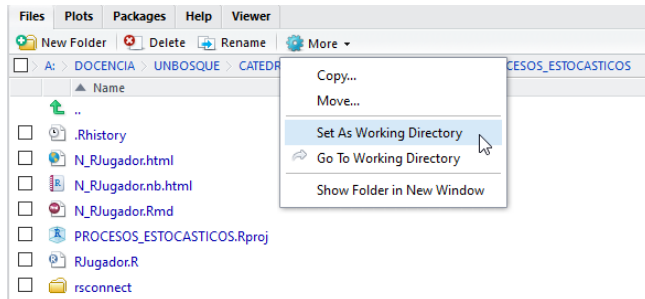 Files Plots Packages Help Viewer
New Folder Delete Rename More
A: DOCENCIA UNBOSQUE CATEDR CESOS_ESTOCASTICOS
Name
Copy...
Move...
Set As Working Directory
Go To Working Directory
Show Folder in New Window
..
.Rhistory
N_RJugador.html
N_RJugador.nb.html
N_RJugador.Rmd
PROCESOS_ESTOCASTICOS.Rproj
RJugador.R
rsconnect